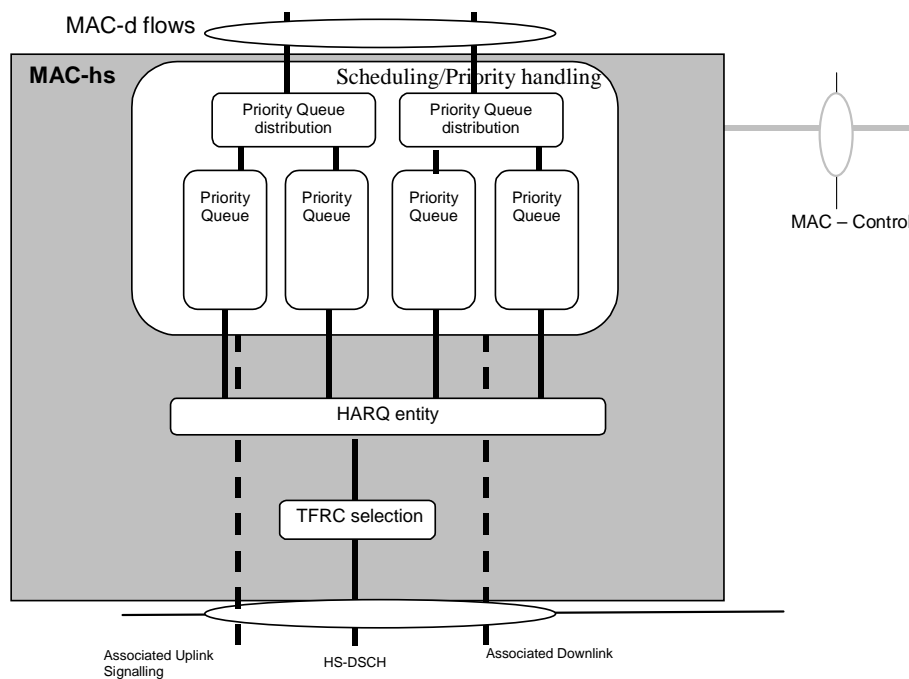 MAC-d flows
MAC-hs
Scheduling/Priority handling
Priority Queue
distribution
Priority Queue
distribution
Priority
Queue
Priority
Queue
Priority
Queue
Priority
Queue
MAC – Control
HARQ entity
TFRC selection
Associated Uplink
Signalling
HS-DSCH
Associated Downlink